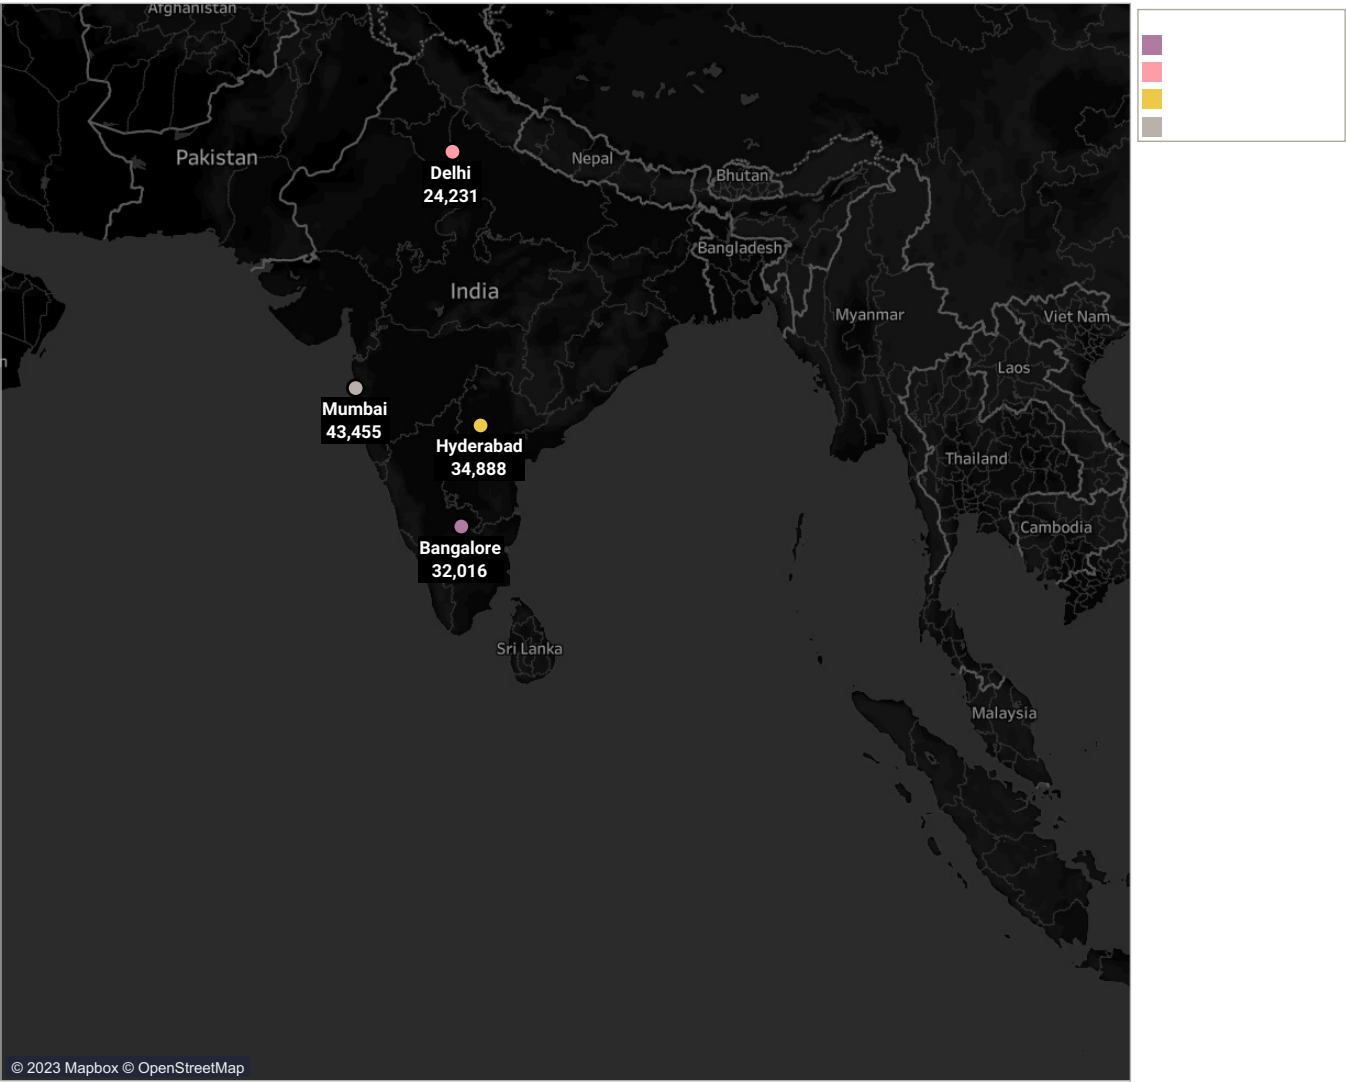 Afghanistan
Pakistan
Delhi
24,231
Nepal
Bhutan
Bangladesh
India
Myanmar
Viet Nam
Laos
n
Mumbai
43,455
Hyderabad
34,888
Thailand
Cambodia
Bangalore
32,016
Sri Lanka
Malaysia
© 2023 Mapbox © OpenStreetMap